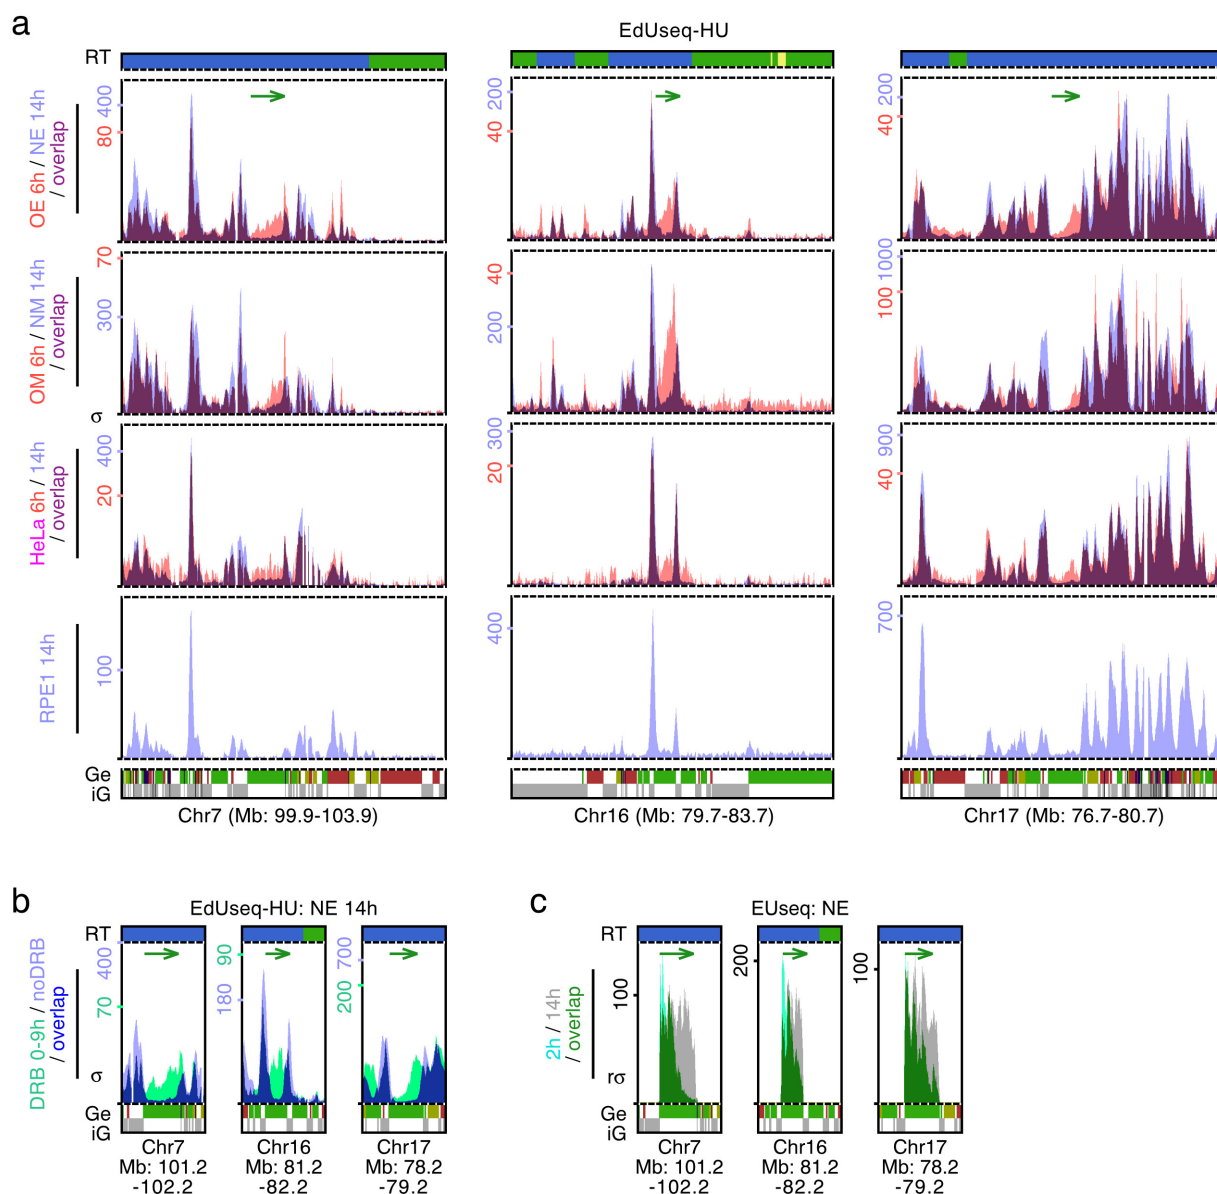 a
EdUseq-HU
RT
OE 6h / NE 14h
/ overlap
400
80
200
40
200
40
OM 6h / NM 14h
/ overlap
σ
70
300
40
200
1000
100
HeLa 6h / 14h
/ overlap
400
20
300
20
900
40
RPE1 14h
100
400
700
Ge
iG
Chr7 (Mb: 99.9-103.9)
Chr16 (Mb: 79.7-83.7)
Chr17 (Mb: 76.7-80.7)
b
EdUseq-HU: NE 14h
RT
DRB 0-9h / noDRB
/ overlap
σ
400
70
90
180
700
200
Ge
iG
Chr7
Mb: 101.2
-102.2
Chr16
Mb: 81.2
-82.2
Chr17
Mb: 78.2
-79.2
c
EUseq: NE
RT
2h / 14h
/ overlap
rσ
100
200
100
Ge
iG
Chr7
Mb: 101.2
-102.2
Chr16
Mb: 81.2
-82.2
Chr17
Mb: 78.2
-79.2